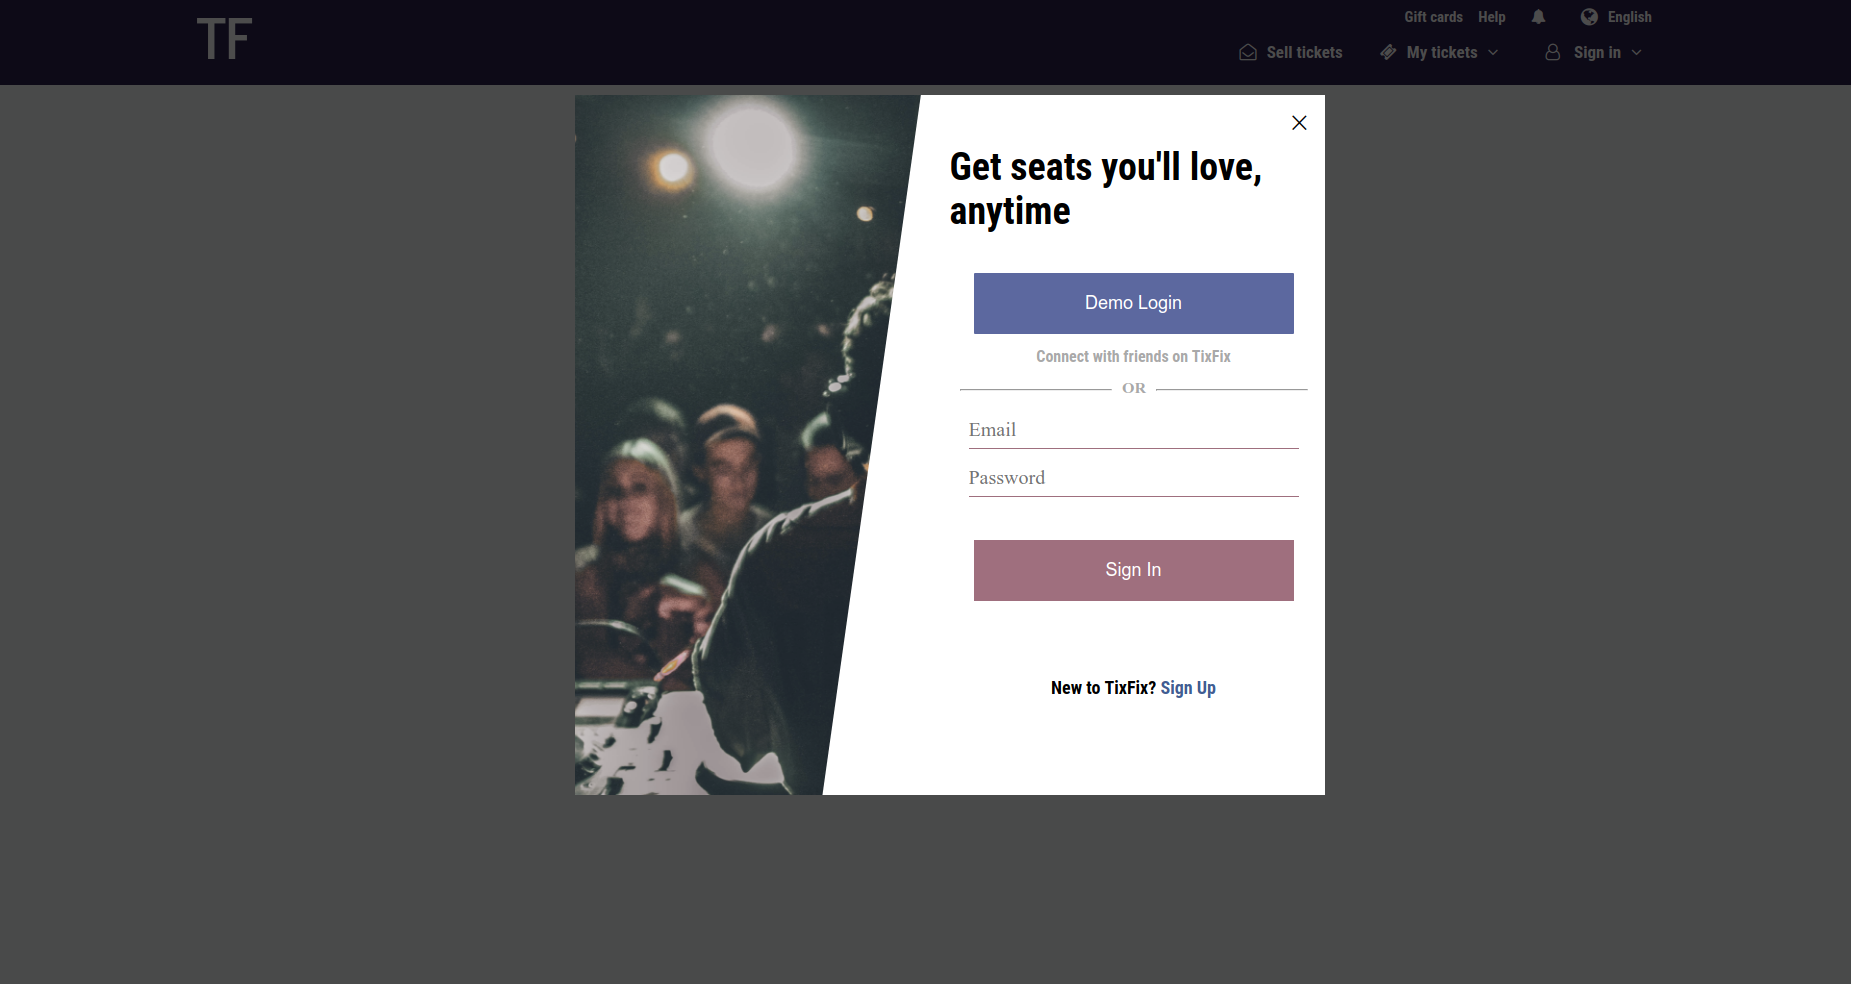 TF
Gift cards
Help
English
Sell tickets
My tickets
Sign in
Get seats you'll love,
anytime
Demo Login
Connect with friends on TixFix
OR
Email
Password
Sign In
New to TixFix? Sign Up